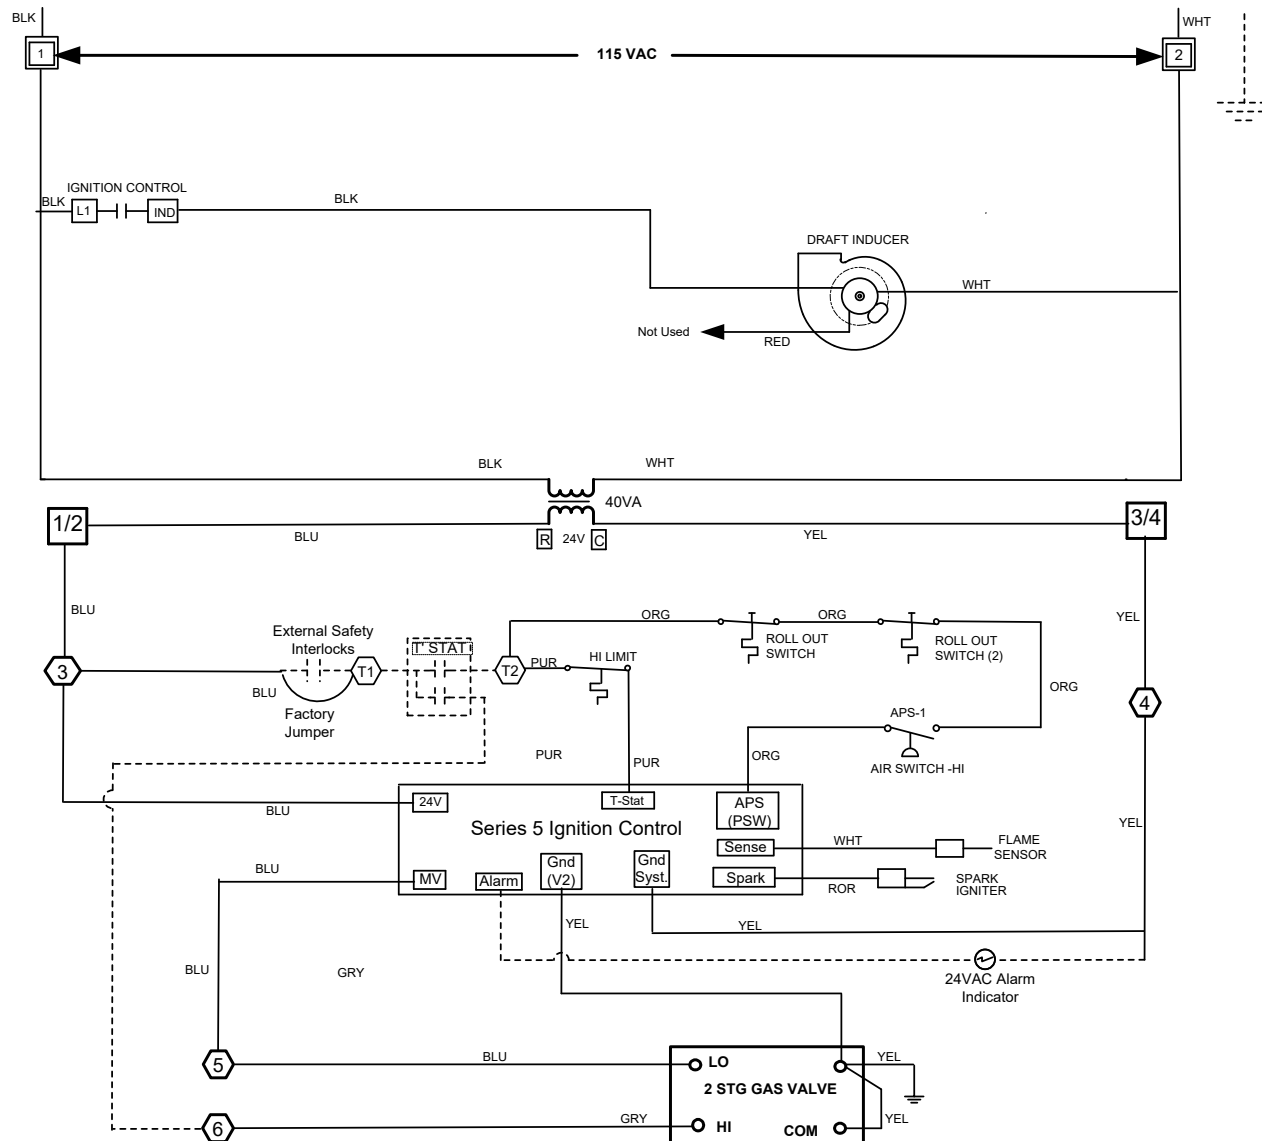 BLK
WHT
1
115 VAC
2
IGNITION CONTROL
BLK
L1
IND
BLK
DRAFT INDUCER
WHT
Not Used
RED
BLK
WHT
40VA
1/2
3/4
BLU
R
24V
C
YEL
BLU
ORG
ORG
YEL
External Safety
Interlocks
T' STAT
ROLL OUT
SWITCH
ROLL OUT
SWITCH (2)
3
T1
T2
PUR
HI LIMIT
BLU
ORG
4
Factory
Jumper
APS-1
PUR
PUR
ORG
AIR SWITCH -HI
24V
T-Stat
APS
(PSW)
BLU
YEL
Series 5 Ignition Control
Sense
WHT
FLAME
SENSOR
BLU
MV
Alarm
Gnd
(V2)
Gnd
Syst.
Spark
ROR
SPARK
IGNITER
YEL
YEL
BLU
GRY
24VAC Alarm
Indicator
5
BLU
LO
YEL
2 STG GAS VALVE
6
GRY
HI
COM
YEL